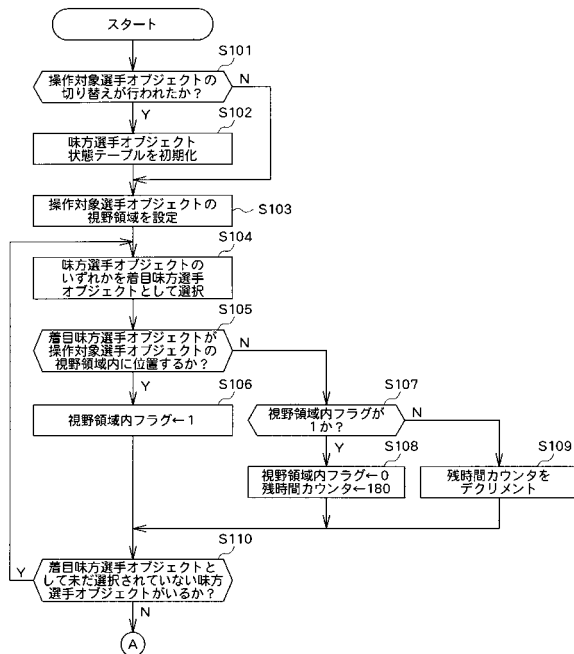 スタート
S101
操作対象選手オブジェクトの
切り替えが行われたか？
N
Y
S102
味方選手オブジェクト
状態テーブルを初期化
操作対象選手オブジェクトの
視野領域を設定
S103
S104
味方選手オブジェクトの
いずれかを着目味方選手
オブジェクトとして選択
S105
着目味方選手オブジェクトが
操作対象選手オブジェクトの
視野領域内に位置するか？
N
Y
S106
視野領域内フラグ←1
S107
視野領域内フラグが
1か？
N
Y
S108
視野領域内フラグ←0
残時間カウンタ←180
S109
残時間カウンタを
デクリメント
S110
着目味方選手オブジェクトと
して未だ選択されていない味方
選手オブジェクトがいるか？
Y
N
A